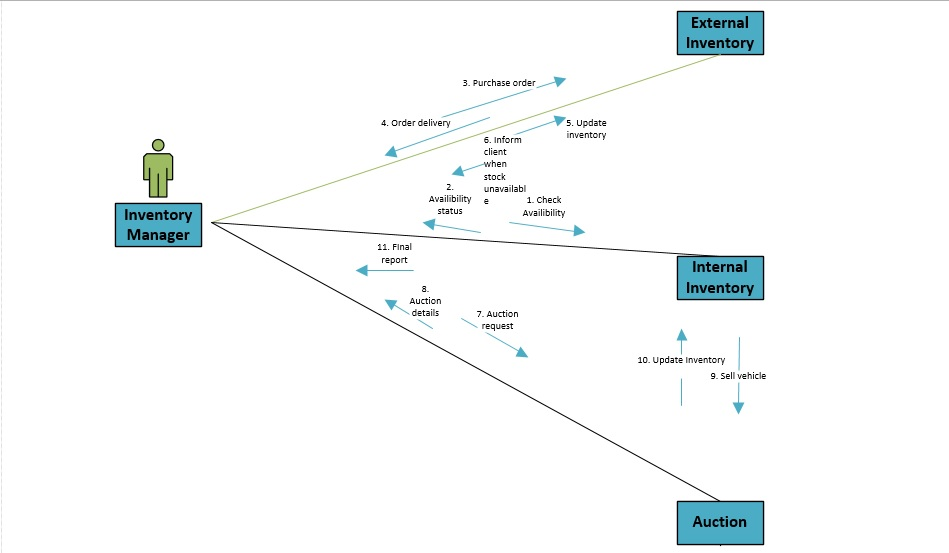 External
Inventory
3. Purchase order
4. Order delivery
5. Update
inventory
6. Inform
client
when
stock
unavailabl
e
2.
Availibility
status
1. Check
Availibility
Inventory
Manager
11. Final
report
Internal
Inventory
8.
Auction
details
7. Auction
request
10. Update Inventory
9. Sell vehicle
Auction